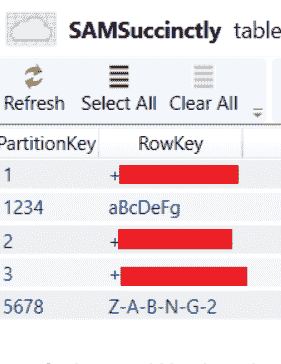 SAMSuccinctly table
Refresh Select All Clear All
PartitionKey RowKey
1 +
1234 aBcDeFg
2 +
3 +
5678 Z-A-B-N-G-2